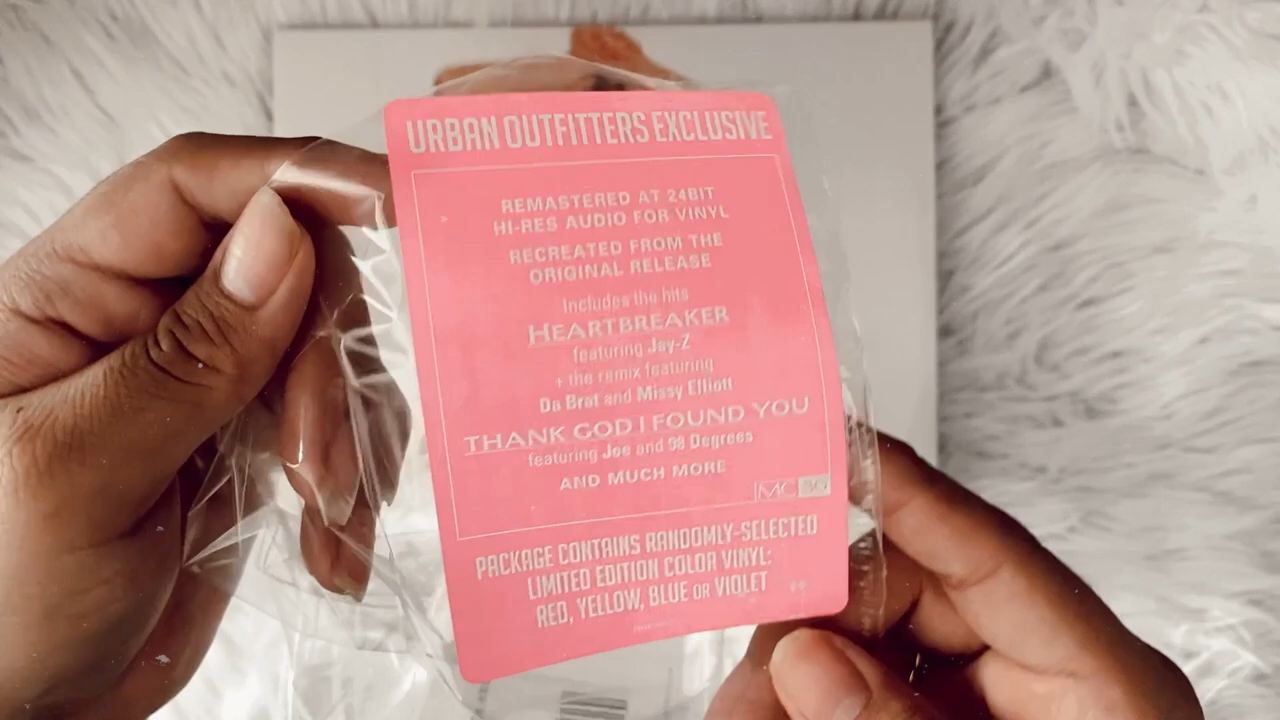 URBAN OUTFITTERS EXCLUSIVE
REMASTERED AT 24BIT
HI-RES AUDIO FOR VINYL
RECREATED FROM THE
ORIGINAL RELEASE
Includes the hits
HEARTBREAKER
featuring Jay-Z
+ the remix featuring
Da Brat and Missy Elliott
THANK GOD I FOUND YOU
featuring Joe and 98 Degrees
AND MUCH MORE
MC 30
PACKAGE CONTAINS RANDOMLY-SELECTED
LIMITED EDITION COLOR VINYL:
RED, YELLOW, BLUE OR VIOLET